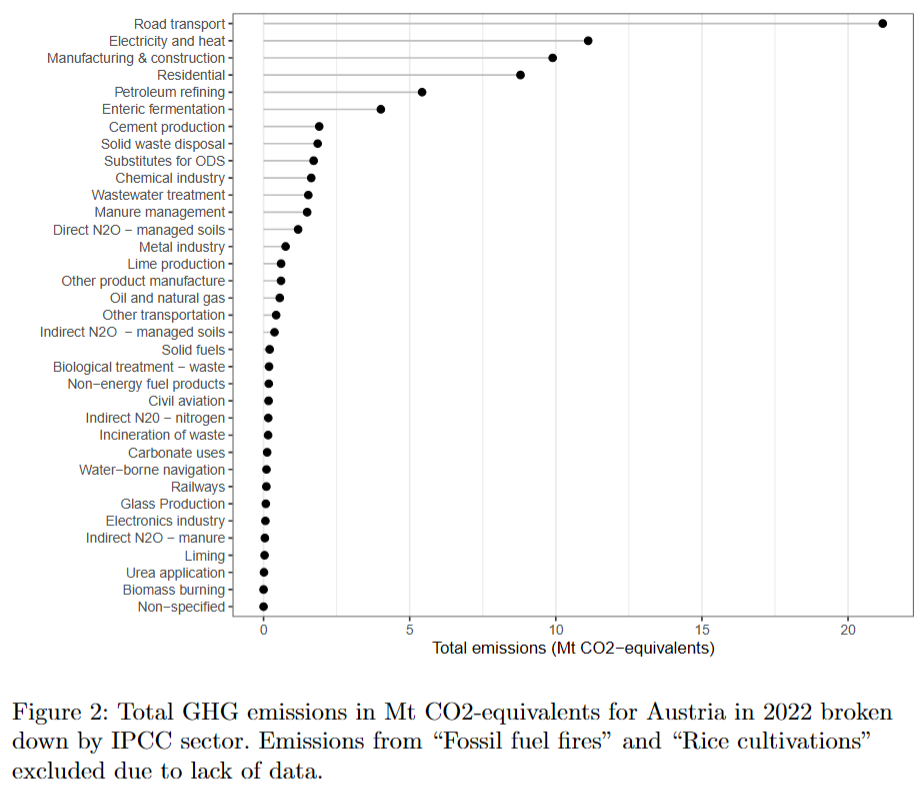 Road transport
Electricity and heat
Manufacturing & construction
Residential
Petroleum refining
Enteric fermentation
Cement production
Solid waste disposal
Substitutes for ODS
Chemical industry
Wastewater treatment
Manure management
Direct N2O − managed soils
Metal industry
Lime production
Other product manufacture
Oil and natural gas
Other transportation
Indirect N2O  − managed soils
Solid fuels
Biological treatment − waste
Non−energy fuel products
Civil aviation
Indirect N20 − nitrogen
Incineration of waste
Carbonate uses
Water−borne navigation
Railways
Glass Production
Electronics industry
Indirect N2O − manure
Liming
Urea application
Biomass burning
Non−specified
0 5 10 15 20
Total emissions (Mt CO2−equivalents)
Figure 2: Total GHG emissions in Mt CO2-equivalents for Austria in 2022 broken
down by IPCC sector. Emissions from “Fossil fuel fires” and “Rice cultivations”
excluded due to lack of data.